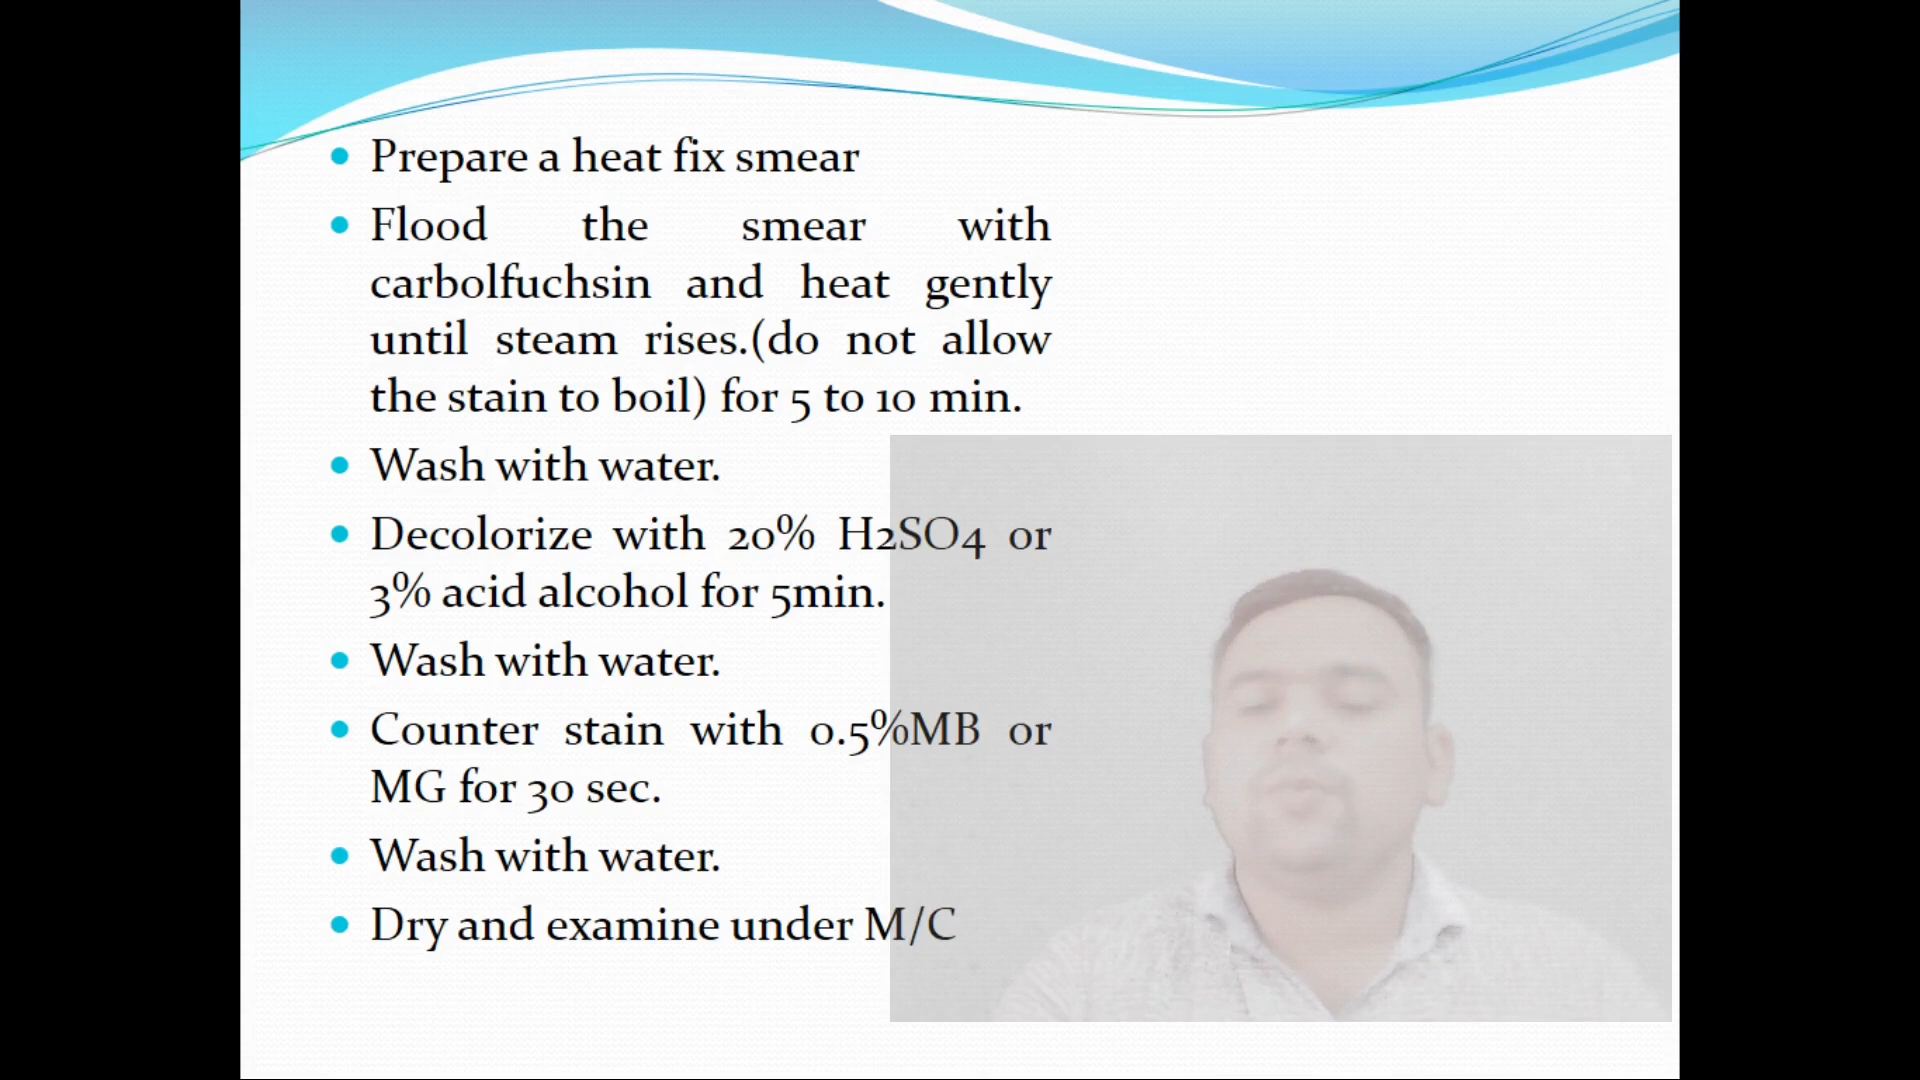 Prepare a heat fix smear
Flood the smear with
carbolfuchsin and heat gently
until steam rises.(do not allow
the stain to boil) for 5 to 10 min.
Wash with water.
Decolorize with 20% H2SO4 or
3% acid alcohol for 5min.
Wash with water.
Counter stain with 0.5%MB or
MG for 30 sec.
Wash with water.
Dry and examine under M/C